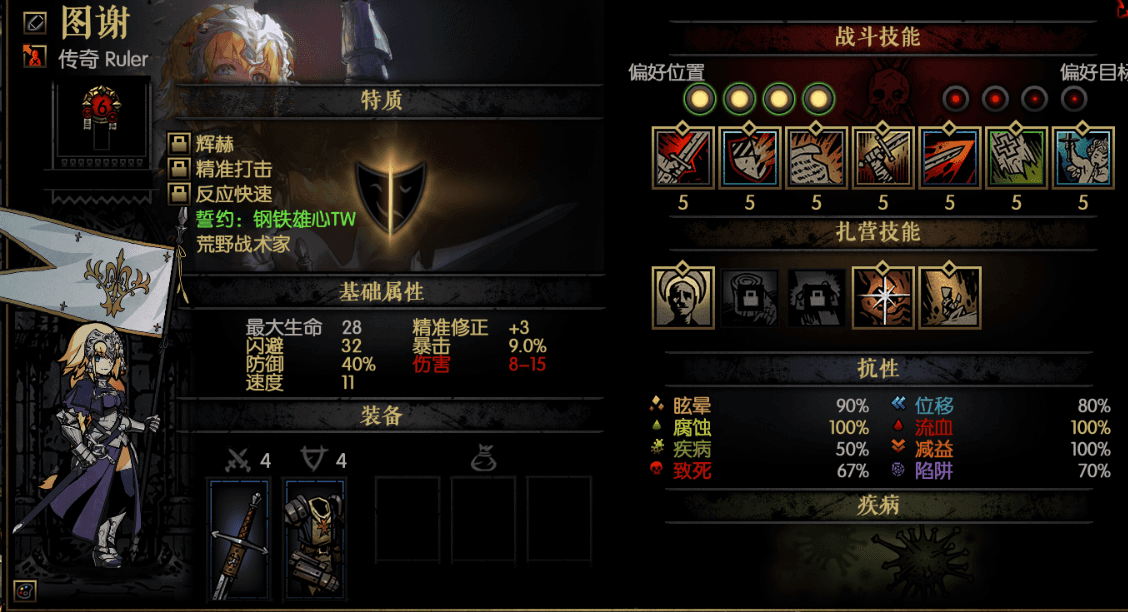 图谢
传奇 Ruler
6
特质
辉赫
精准打击
反应快速
誓约：钢铁雄心TW
荒野战术家
基础属性
最大生命 28 精准修正 +3
闪避 32 暴击 9.0%
防御 40% 伤害 8-15
速度 11
装备
4 4
战斗技能
偏好位置 偏好目标
5 5 5 5 5 5 5
扎营技能
抗性
眩晕 90% 位移 80%
腐蚀 100% 流血 100%
疾病 50% 减益 100%
致死 67% 陷阱 70%
疾病